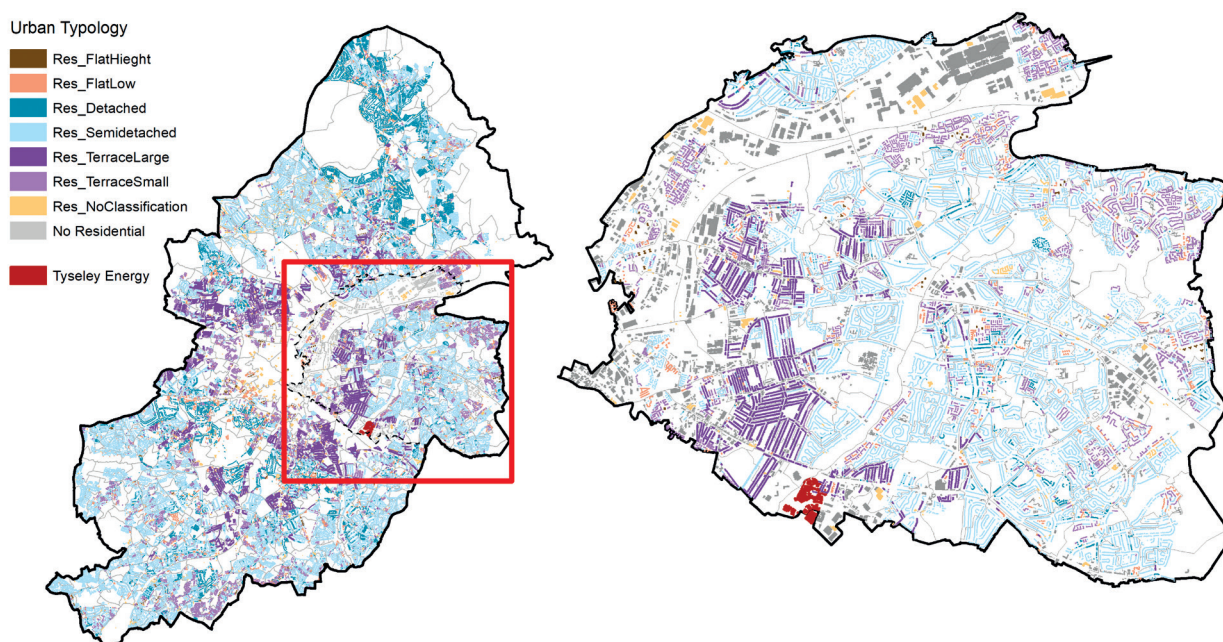 Urban Typology
Res_FlatHieght
Res_FlatLow
Res_Detached
Res_Semidetached
Res_TerraceLarge
Res_TerraceSmall
Res_NoClassification
No Residential
Tyseley Energy